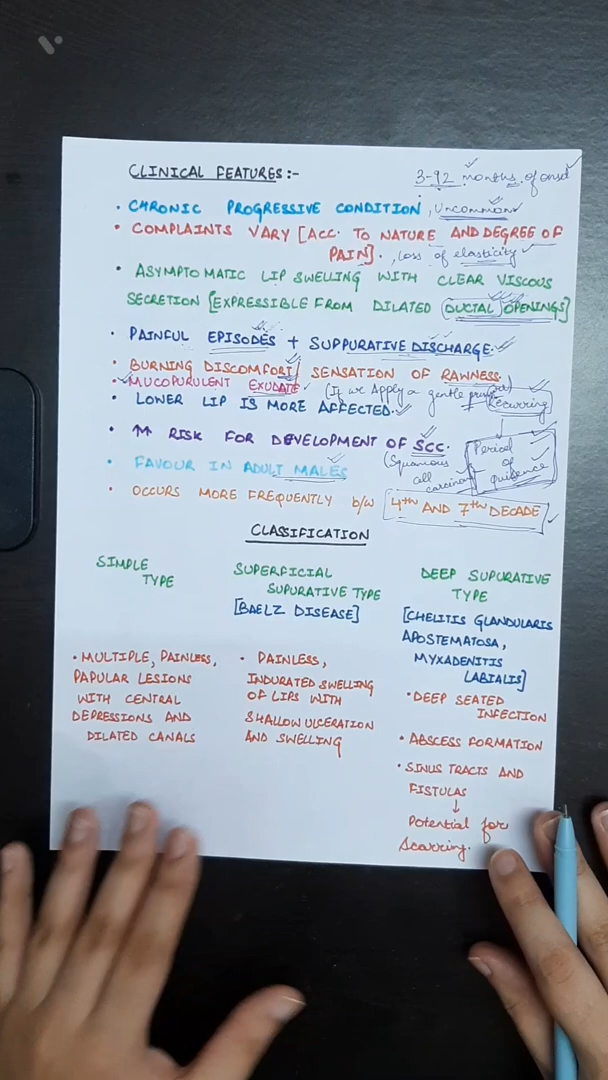 CLINICAL FEATURES:-
3-92 months of onset
• CHRONIC PROGRESSIVE CONDITION, Uncommon
• COMPLAINTS VARY [ACC. TO NATURE AND DEGREE OF
PAIN]. , loss of elasticity
• ASYMPTOMATIC LIP SWELLING WITH CLEAR VISCOUS
SECRETION [EXPRESSIBLE FROM DILATED DUCTAL OPENINGS]
• PAINFUL EPISODES + SUPPURATIVE DISCHARGE.
• BURNING DISCOMFORT/ SENSATION OF RAWNESS.
• MUCOPURULENT EXUDATE (If we Apply a gentle
• LOWER LIP IS MORE AFFECTED. Recurring
• ↑↑ RISK FOR DEVELOPMENT OF SCC.
(Squamous
cell
Period
of
quisence
• FAVOUR IN ADULT MALES
• OCCURS MORE FREQUENTLY b/w 4th AND 7th DECADE
CLASSIFICATION
SIMPLE
TYPE
• MULTIPLE, PAINLESS,
PAPULAR LESIONS
WITH CENTRAL
DEPRESSIONS AND
DILATED CANALS
SUPERFICIAL
SUPURATIVE TYPE
[BAELZ DISEASE]
• PAINLESS,
INDURATED SWELLING
OF LIPS WITH
SHALLOW ULCERATION
AND SWELLING
DEEP SUPURATIVE
TYPE
[CHELITIS GLANDULARIS
APOSTEMATOSA,
MYXADENITIS
LABIALIS]
• DEEP SEATED
INFECTION
• ABSCESS FORMATION
• SINUS TRACTS AND
FISTULAS
↓
Potential for
Scarring.